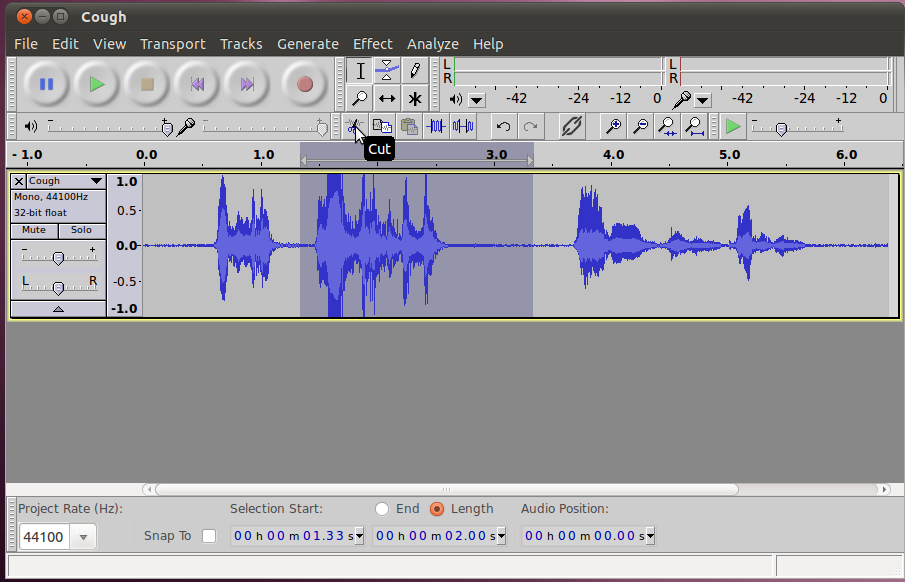 Cough
File Edit View Transport Tracks Generate Effect Analyze Help
L
R
-42 -24 -12 0
L
R
-42 -24 -12 0
- + - +
Cut
- +
- 1.0 0.0 1.0 3.0 4.0 5.0 6.0
Cough
Mono, 44100Hz
32-bit float
Mute Solo
- +
L R
1.0
0.5-
0.0-
-0.5-
-1.0
Project Rate (Hz): Selection Start: End Length Audio Position:
44100 Snap To 00 h 00 m 01.33 s 00 h 00 m 02.00 s 00 h 00 m 00.00 s